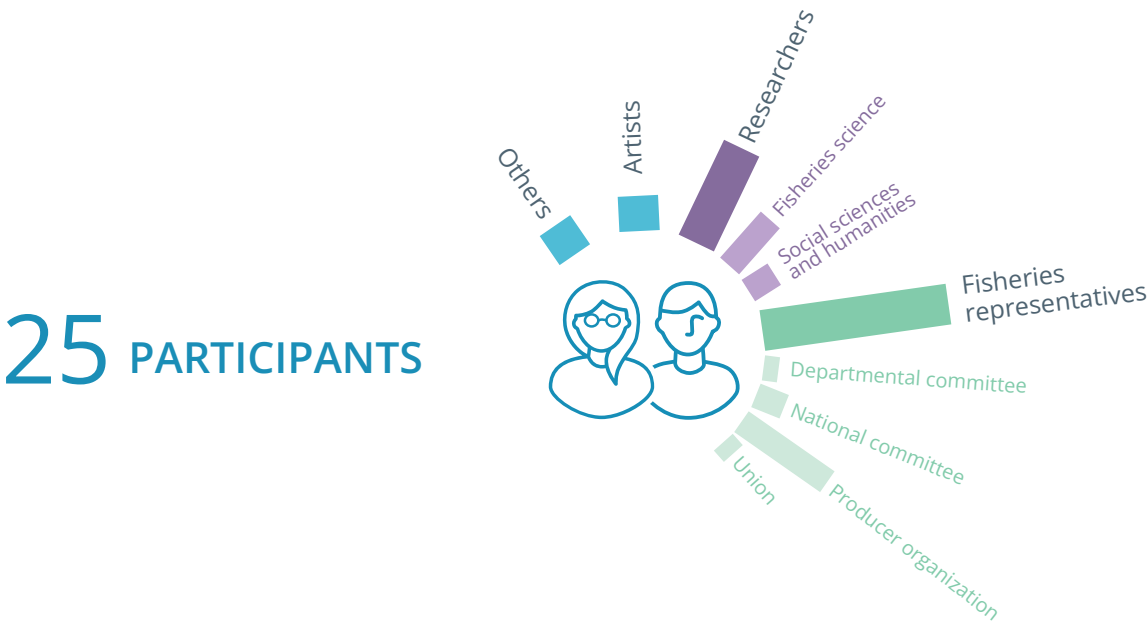 25 PARTICIPANTS
Others
Artists
Researchers
Fisheries science
Social sciences
and humanities
Fisheries
representatives
Departmental committee
National committee
Producer organization
Union